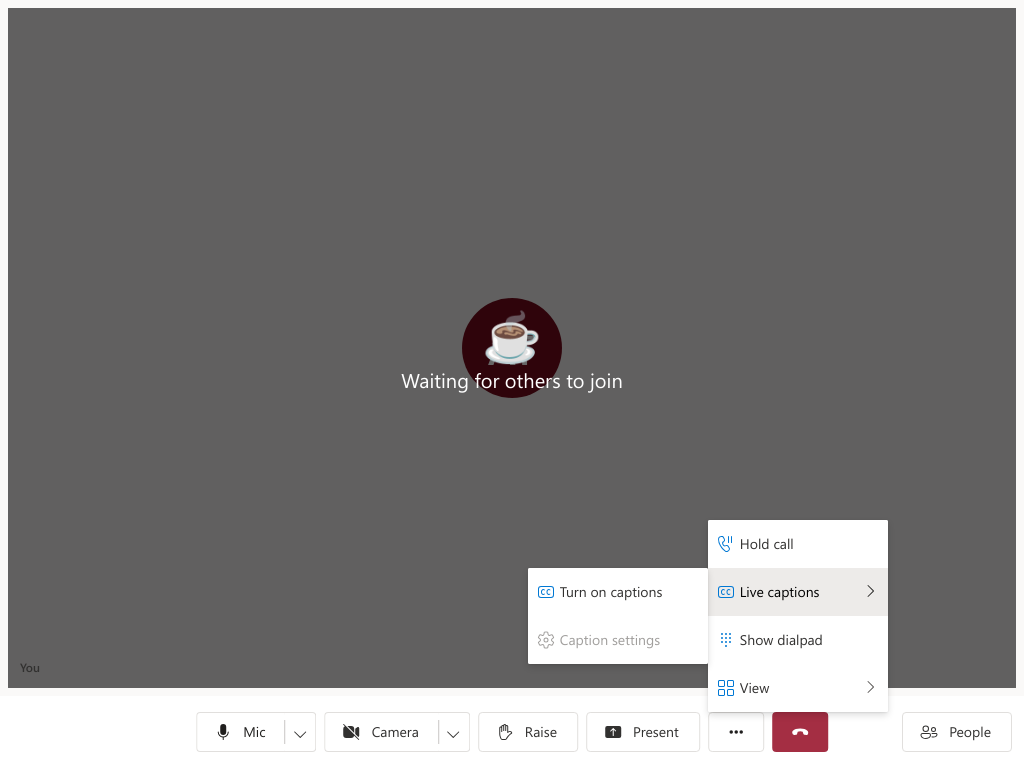 Waiting for others to join
Hold call
Turn on captions
Live captions
Caption settings
Show dialpad
You
View
Mic
Camera
Raise
Present
People